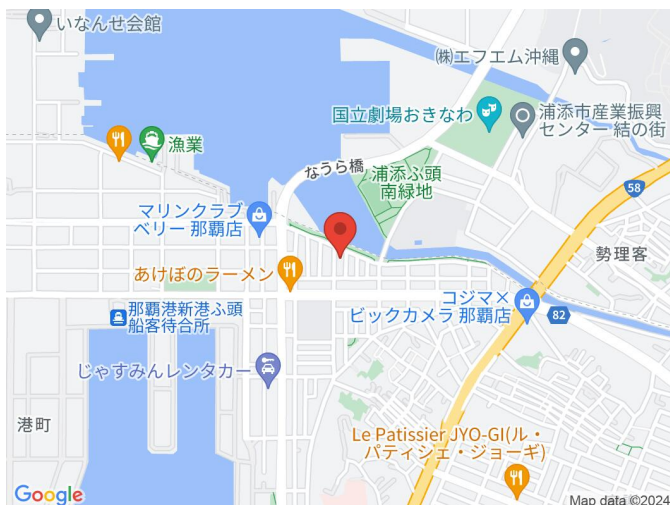 いなんせ会館
(株)エフエム沖縄
国立劇場おきなわ
浦添市産業振興
センター 結の街
漁業
なうら橋
浦添ふ頭
南緑地
58
マリンクラブ
ベリー 那覇店
勢理客
あけぼのラーメン
コジマ×
ビックカメラ 那覇店
82
那覇港新港ふ頭
船客待合所
じゃすみんレンタカー
港町
Le Patissier JYO-GI(ル・
パティシエ・ジョーギ)
Google
Map data ©2024